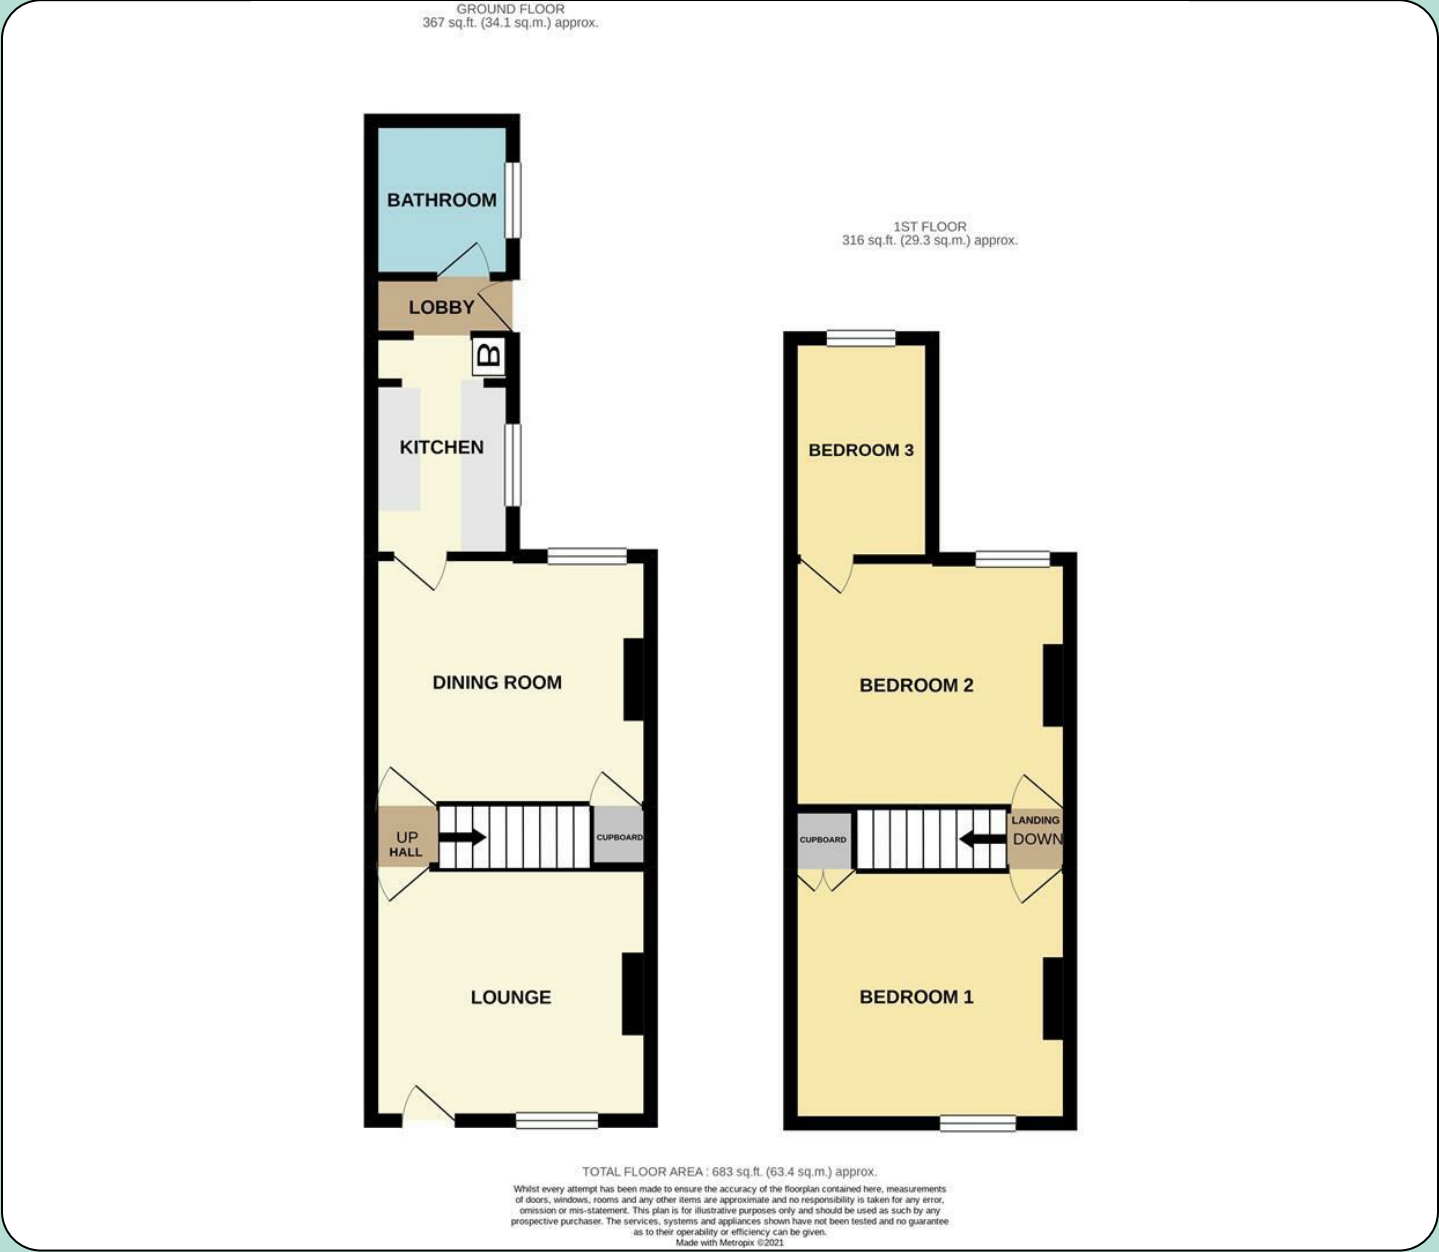 GROUND FLOOR
367 sq.ft. (34.1 sq.m.) approx.
BATHROOM
LOBBY
B
KITCHEN
DINING ROOM
UP
HALL
CUPBOARD
LOUNGE
1ST FLOOR
316 sq.ft. (29.3 sq.m.) approx.
BEDROOM 3
BEDROOM 2
LANDING
DOWN
CUPBOARD
BEDROOM 1
TOTAL FLOOR AREA : 683 sq.ft. (63.4 sq.m.) approx.
Whilst every attempt has been made to ensure the accuracy of the floorplan contained here, measurements
of doors, windows, rooms and any other items are approximate and no responsibility is taken for any error,
omission or mis-statement. This plan is for illustrative purposes only and should be used as such by any
prospective purchaser. The services, systems and appliances shown have not been tested and no guarantee
as to their operability or efficiency can be given.
Made with Metropix ©2021